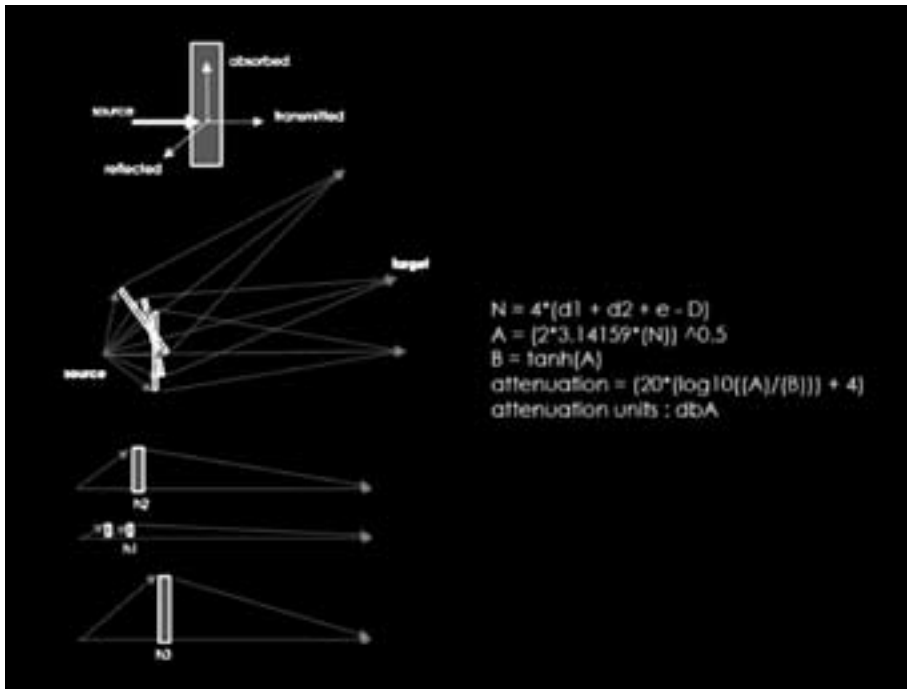 absorbed
source
transmitted
reflected
target
source
N = 4*(d1 + d2 + e - D)
A = (2*3.14159*(N)) ^0.5
B = tanh(A)
attenuation = (20*(log10((A)/(B))) + 4)
attenuation units : dbA
h2
h1
h3